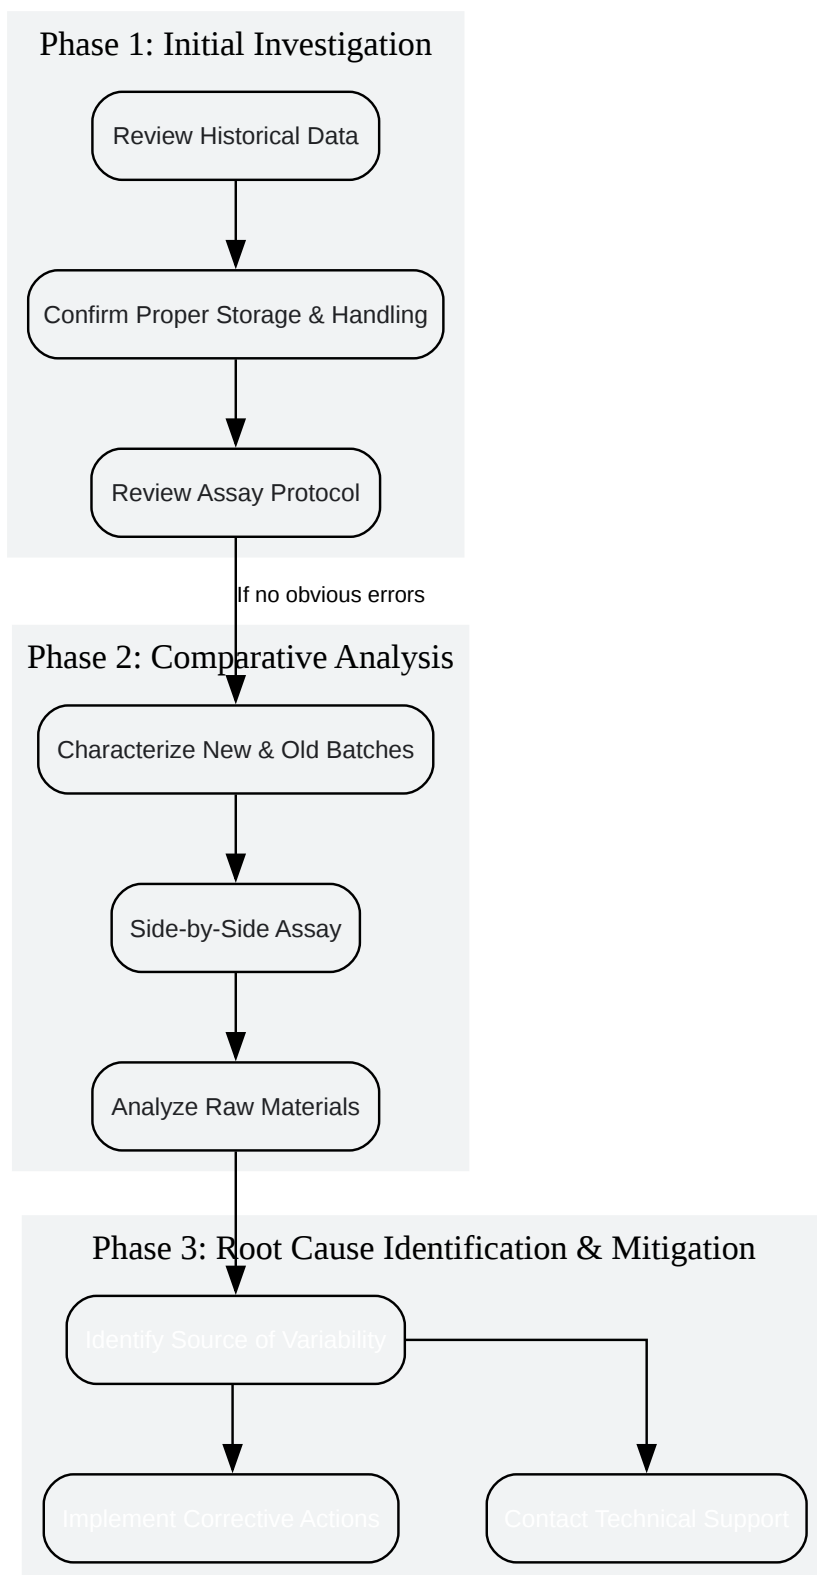 Phase 1: Initial Investigation
Review Historical Data
Confirm Proper Storage & Handling
Review Assay Protocol
If no obvious errors
Phase 2: Comparative Analysis
Characterize New & Old Batches
Side-by-Side Assay
Analyze Raw Materials
Phase 3: Root Cause Identification & Mitigation
Identify Source of Variability
Implement Corrective Actions
Contact Technical Support